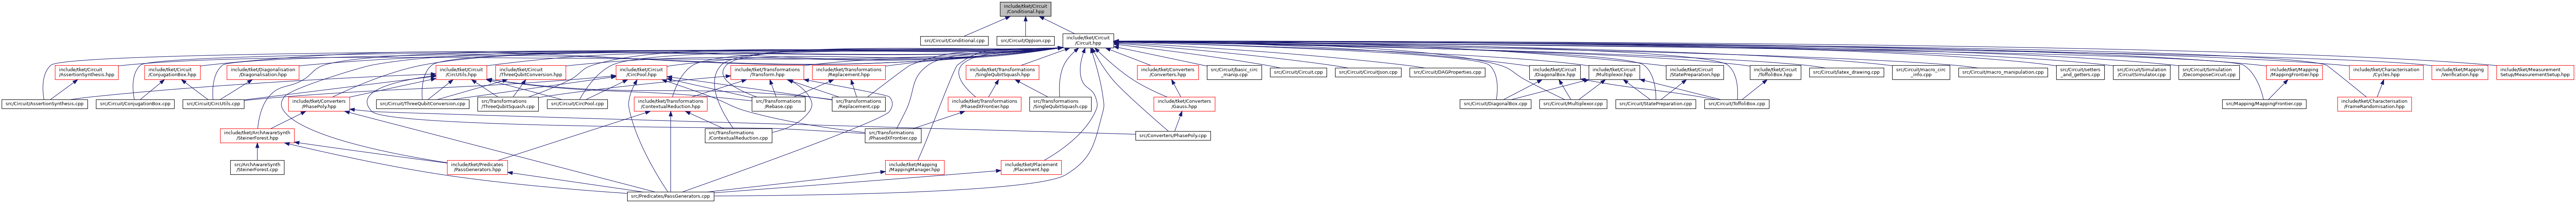 include/tket/Circuit
/Conditional.hpp
src/Circuit/Conditional.cpp
src/Circuit/OpJson.cpp
include/tket/Circuit
/Circuit.hpp
include/tket/Circuit
/AssertionSynthesis.hpp
include/tket/Circuit
/ConjugationBox.hpp
include/tket/Diagonalisation
/Diagonalisation.hpp
include/tket/Circuit
/CircUtils.hpp
include/tket/Circuit
/ThreeQubitConversion.hpp
include/tket/Circuit
/CircPool.hpp
include/tket/Transformations
/Transform.hpp
include/tket/Transformations
/Replacement.hpp
include/tket/Transformations
/SingleQubitSquash.hpp
include/tket/Converters
/Converters.hpp
src/Circuit/basic_circ
_manip.cpp
src/Circuit/Circuit.cpp
src/Circuit/CircuitJson.cpp
src/Circuit/DAGProperties.cpp
include/tket/Circuit
/DiagonalBox.hpp
include/tket/Circuit
/Multiplexor.hpp
include/tket/Circuit
/StatePreparation.hpp
include/tket/Circuit
/ToffoliBox.hpp
src/Circuit/latex_drawing.cpp
src/Circuit/macro_circ
_info.cpp
src/Circuit/macro_manipulation.cpp
src/Circuit/setters
_and_getters.cpp
src/Circuit/Simulation
/CircuitSimulator.cpp
src/Circuit/Simulation
/DecomposeCircuit.cpp
include/tket/Mapping
/MappingFrontier.hpp
include/tket/Characterisation
/Cycles.hpp
include/tket/Mapping
/Verification.hpp
include/tket/Measurement
Setup/MeasurementSetup.hpp
src/Circuit/AssertionSynthesis.cpp
src/Circuit/ConjugationBox.cpp
src/Circuit/CircUtils.cpp
include/tket/Converters
/PhasePoly.hpp
src/Circuit/ThreeQubitConversion.cpp
src/Transformations
/ThreeQubitSquash.cpp
src/Circuit/CircPool.cpp
include/tket/Transformations
/ContextualReduction.hpp
src/Transformations
/Rebase.cpp
src/Transformations
/Replacement.cpp
include/tket/Transformations
/PhasedXFrontier.hpp
src/Transformations
/SingleQubitSquash.cpp
include/tket/Converters
/Gauss.hpp
src/Circuit/DiagonalBox.cpp
src/Circuit/Multiplexor.cpp
src/Circuit/StatePreparation.cpp
src/Circuit/ToffoliBox.cpp
src/Mapping/MappingFrontier.cpp
include/tket/Characterisation
/FrameRandomisation.hpp
include/tket/ArchAwareSynth
/SteinerForest.hpp
src/Transformations
/ContextualReduction.cpp
src/Transformations
/PhasedXFrontier.cpp
src/Converters/PhasePoly.cpp
src/ArchAwareSynth
/SteinerForest.cpp
include/tket/Predicates
/PassGenerators.hpp
include/tket/Mapping
/MappingManager.hpp
include/tket/Placement
/Placement.hpp
src/Predicates/PassGenerators.cpp